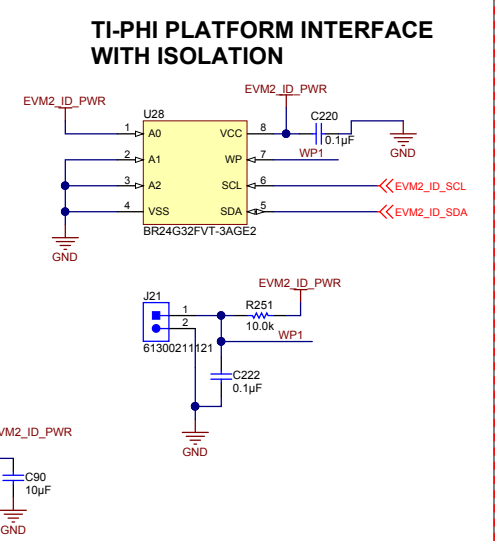 TI-PHI PLATFORM INTERFACE
WITH ISOLATION
EVM2_ID_PWR
EVM2_ID_PWR
U28
C220
1
A0
VCC
8
0.1µF
GND
2
A1
WP
7
WP1
3
A2
SCL
6
EVM2_ID_SCL
4
VSS
SDA
5
EVM2_ID_SDA
BR24G32FVT-3AGE2
GND
EVM2_ID_PWR
J21
R251
1
2
10.0k
WP1
61300211121
C222
0.1µF
GND
VM2_ID_PWR
C90
10µF
GND